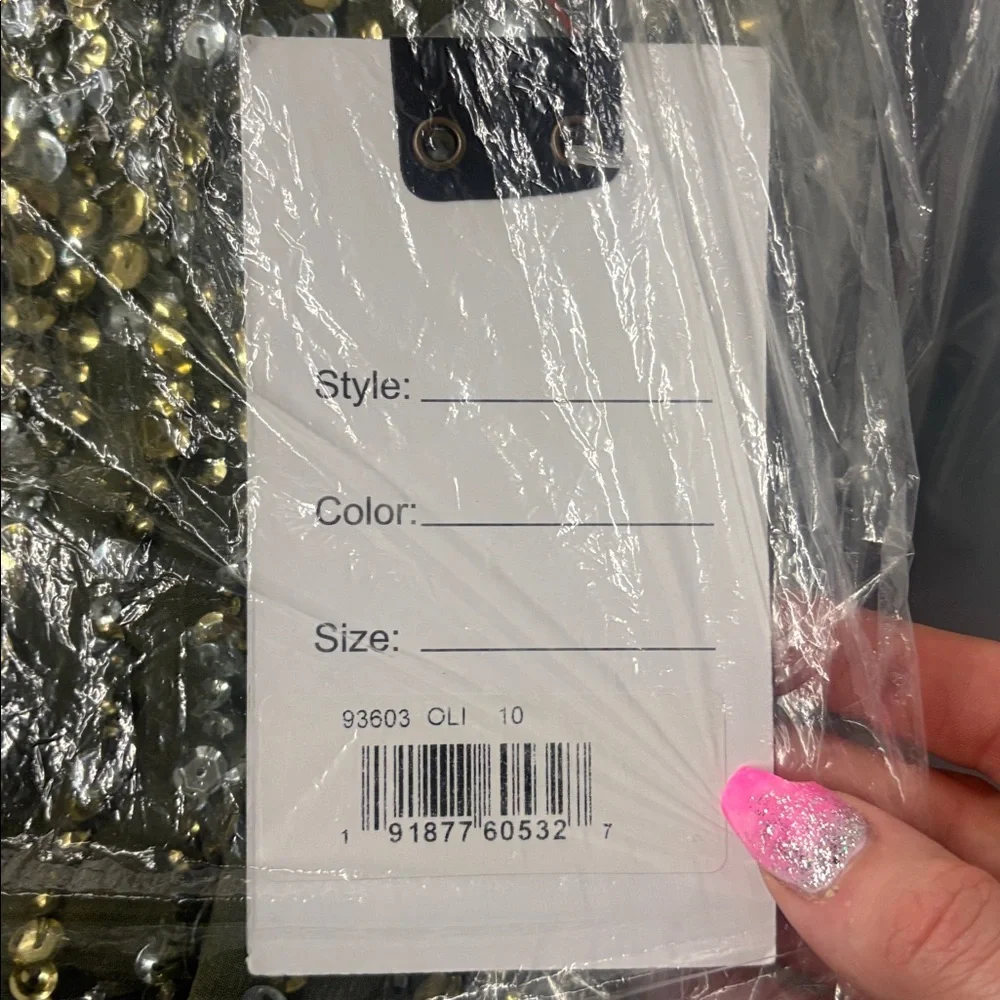 Style:
Color:
Size:
93603 OLI 10
1 91877 60532 7